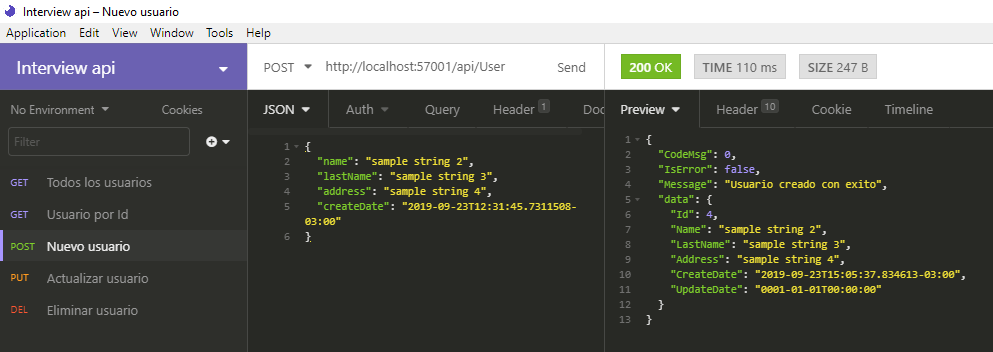 Interview api – Nuevo usuario
Application Edit View Window Tools Help
Interview api
POST http://localhost:57001/api/User Send
200 OK TIME 110 ms SIZE 247 B
No Environment Cookies
JSON Auth Query Header 1 Doc
Preview Header 10 Cookie Timeline
Filter
GET Todos los usuarios
GET Usuario por Id
POST Nuevo usuario
PUT Actualizar usuario
DEL Eliminar usuario
1 {
2 "name": "sample string 2",
3 "lastName": "sample string 3",
4 "address": "sample string 4",
5 "createDate": "2019-09-23T12:31:45.7311508-
03:00"
6 }
1 {
2 "CodeMsg": 0,
3 "IsError": false,
4 "Message": "Usuario creado con exito",
5 "data": {
6 "Id": 4,
7 "Name": "sample string 2",
8 "LastName": "sample string 3",
9 "Address": "sample string 4",
10 "CreateDate": "2019-09-23T15:05:37.834613-03:00",
11 "UpdateDate": "0001-01-01T00:00:00"
12 }
13 }